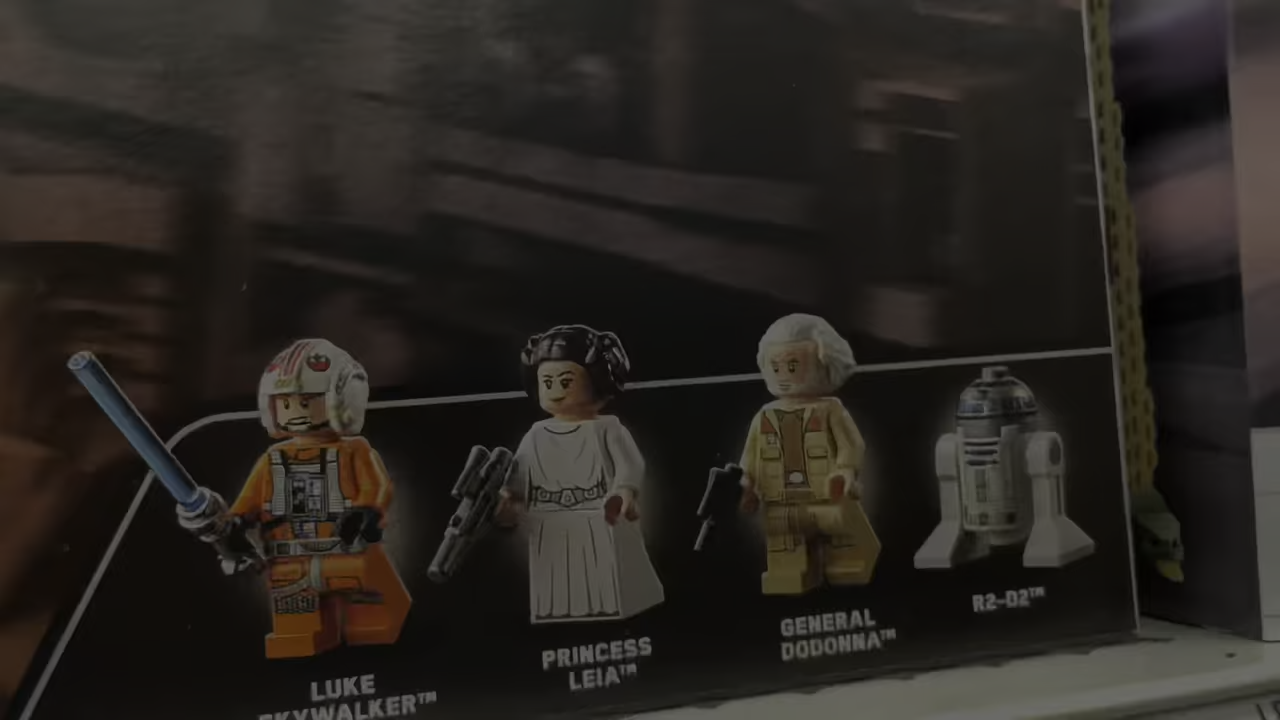 LUKE
SKYWALKER™
PRINCESS
LEIA™
GENERAL
DODONNA™
R2-D2™